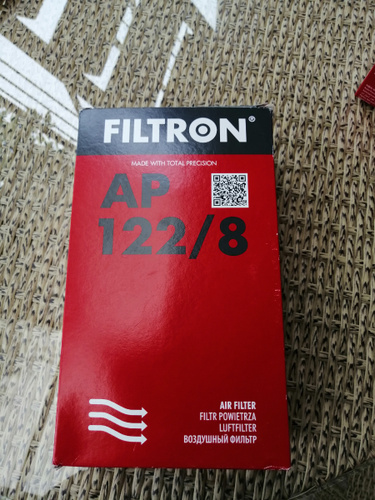 FILTRON®
MADE WITH TOTAL PRECISION
AP
122/8
AIR FILTER
FILTR POWIETRZA
LUFTFILTER
ВОЗДУШНЫЙ ФИЛЬТР